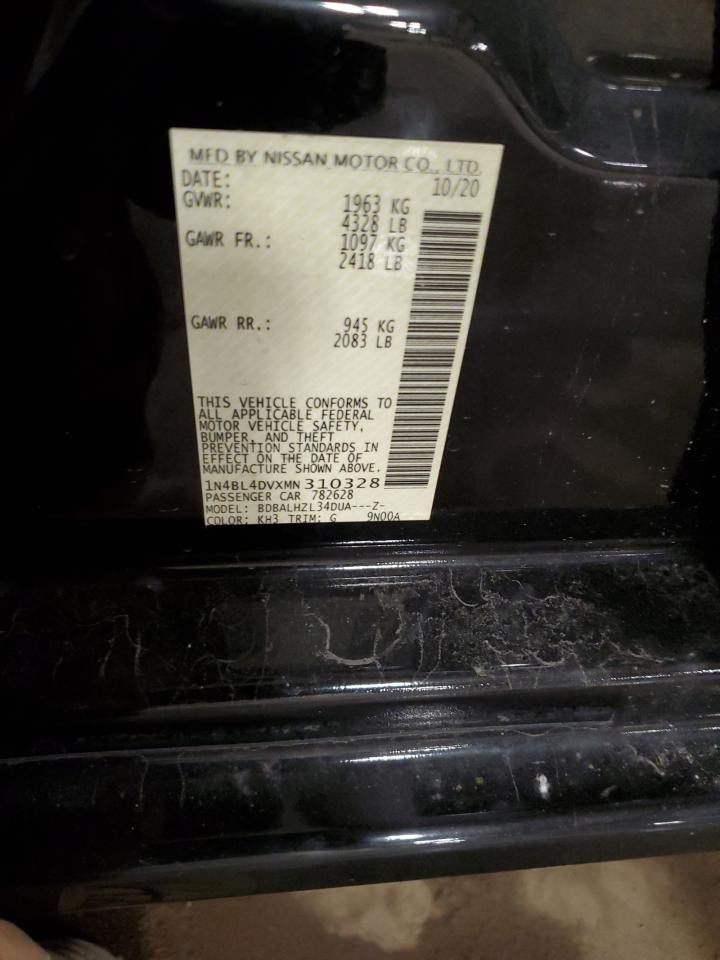 MFD BY NISSAN MOTOR CO., LTD.
DATE: 10/20
GVWR: 1963 KG
4328 LB
GAWR FR.: 1097 KG
2418 LB
GAWR RR.: 945 KG
2083 LB
THIS VEHICLE CONFORMS TO
ALL APPLICABLE FEDERAL
MOTOR VEHICLE SAFETY,
BUMPER, AND THEFT
PREVENTION STANDARDS IN
EFFECT ON THE DATE OF
MANUFACTURE SHOWN ABOVE.
1N4BL4DVXMN310328
PASSENGER CAR 782628
MODEL: BDBALHZL34DUA---Z-
COLOR: KH3 TRIM: G 9N00A